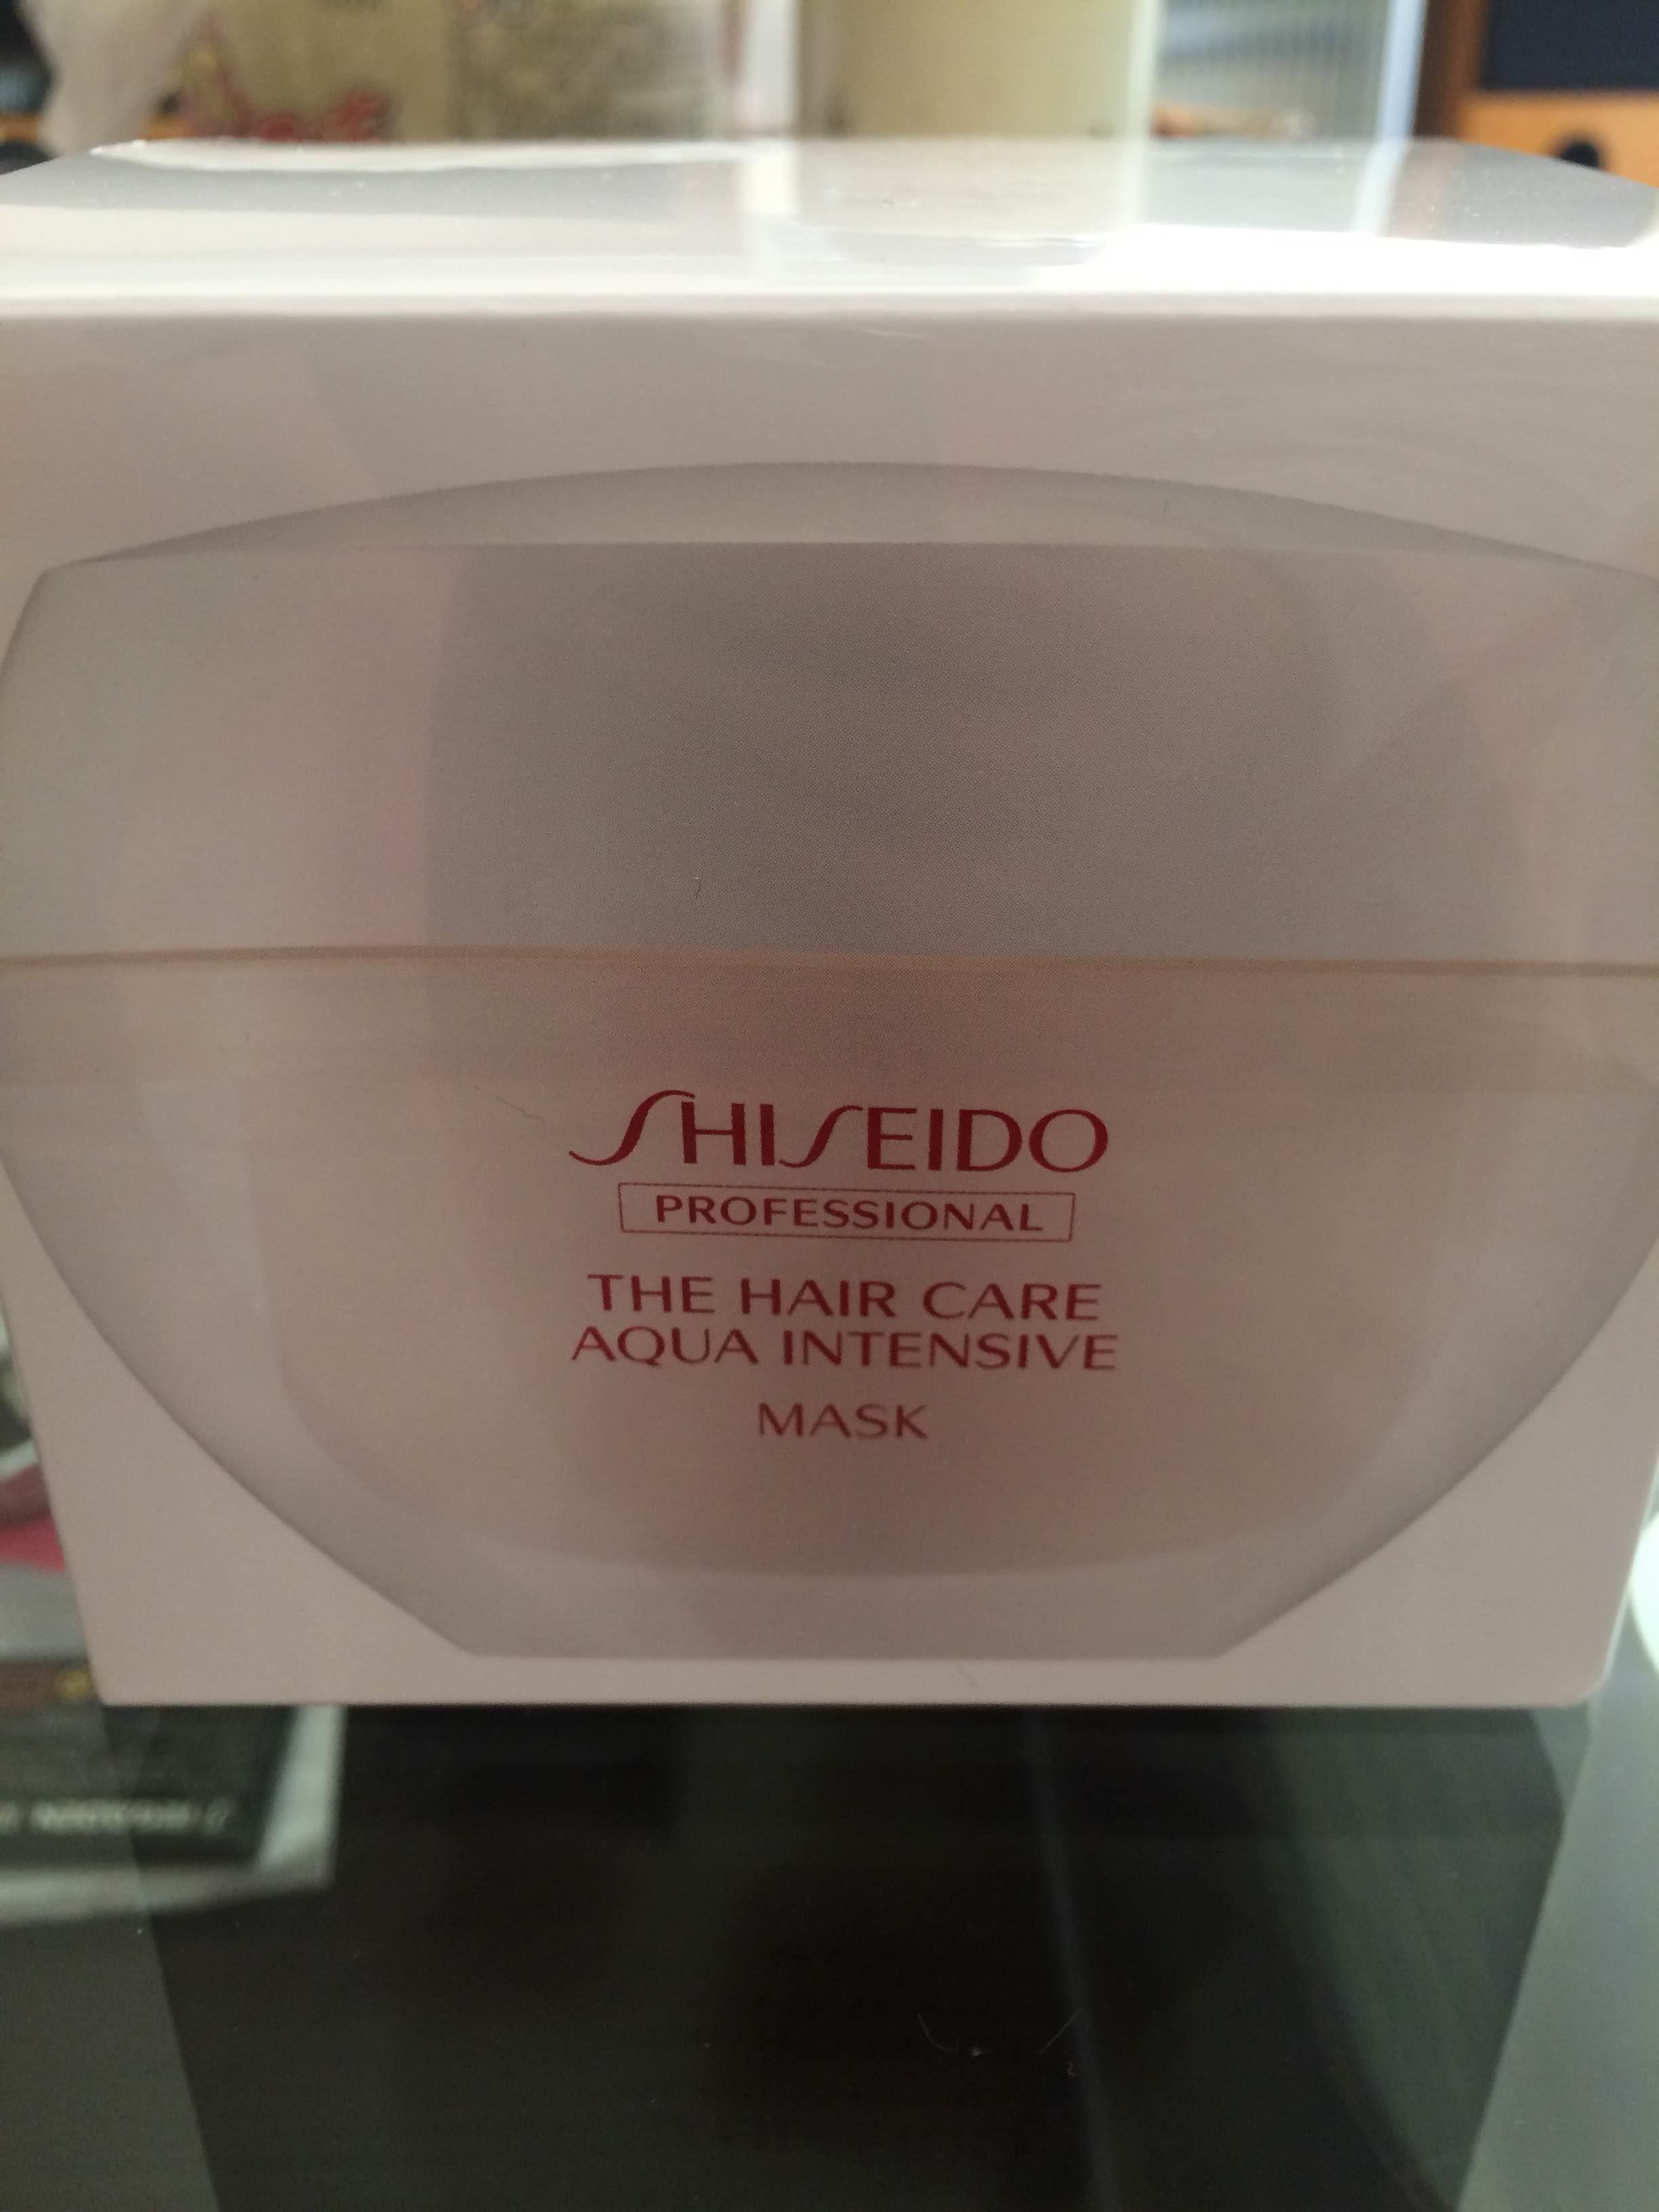 SHISEIDO
PROFESSIONAL
THE HAIR CARE
AQUA INTENSIVE
MASK